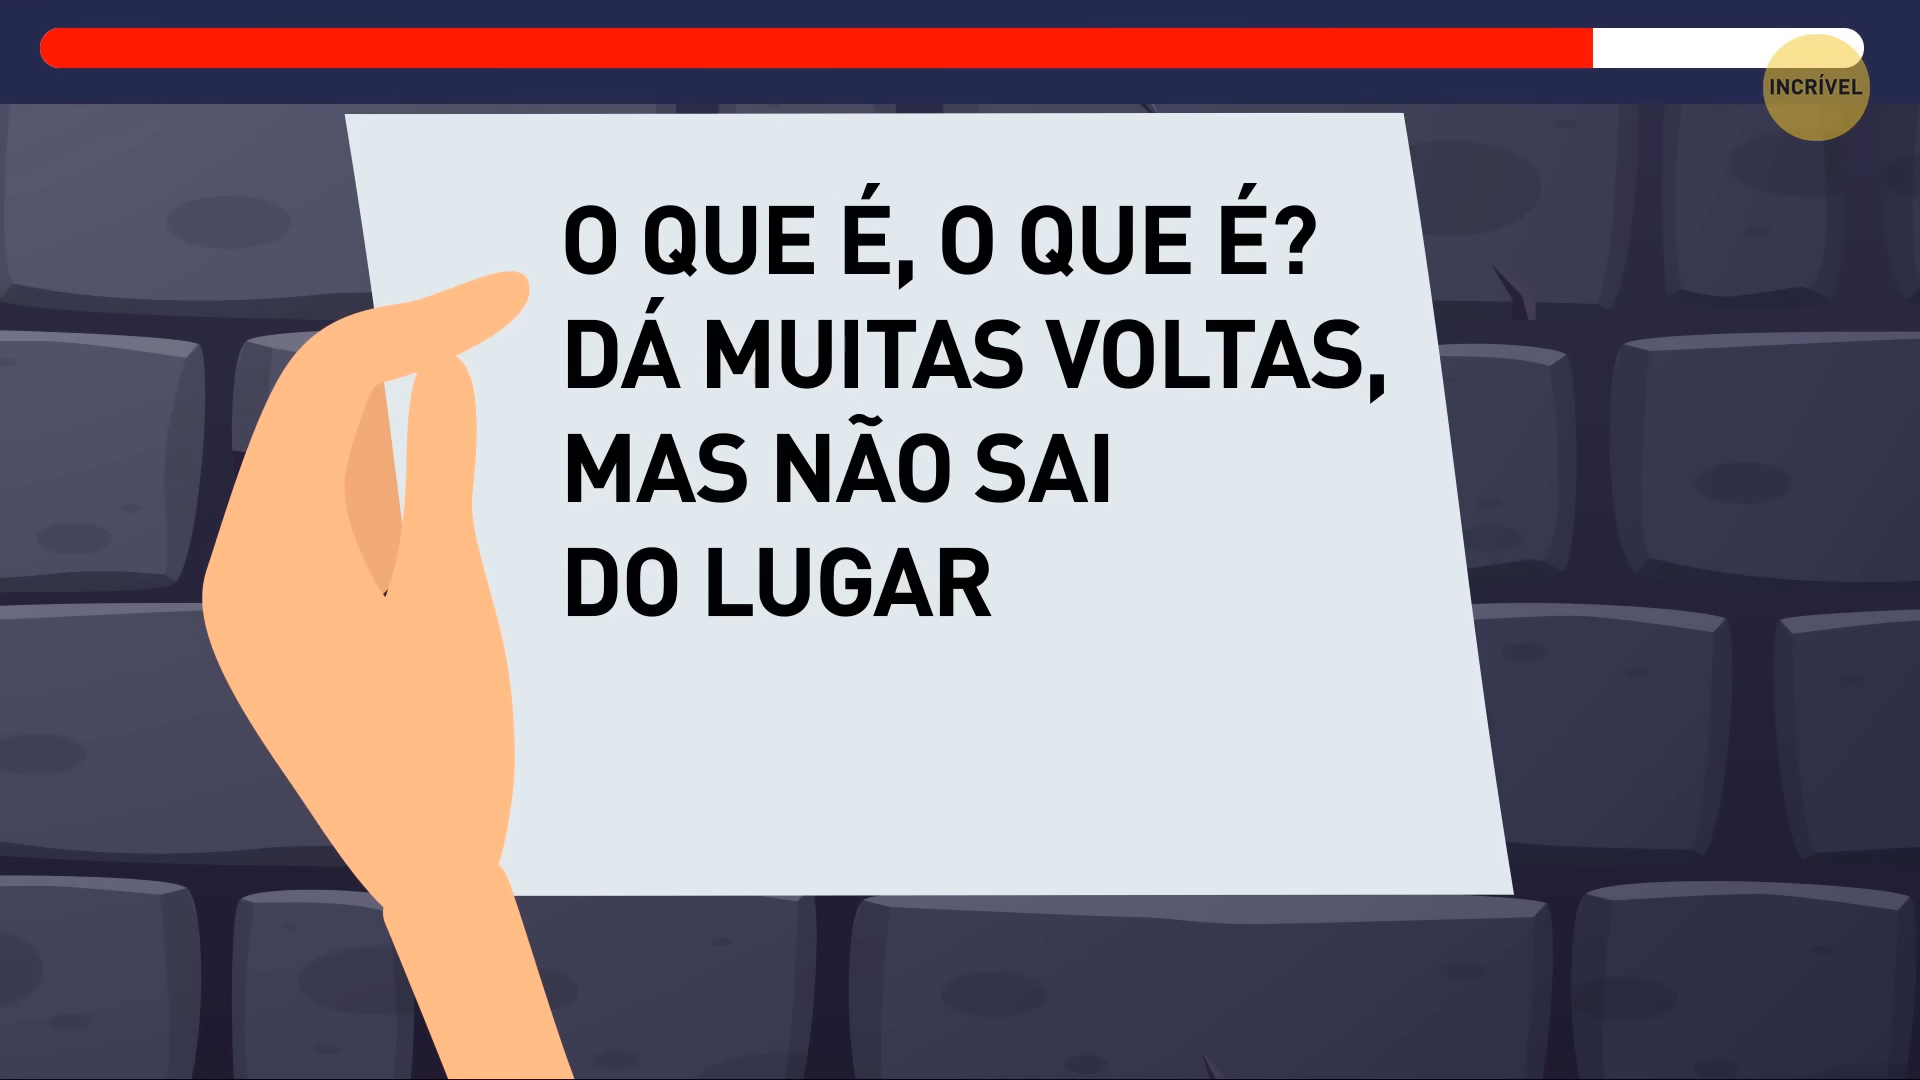 INCRÍVEL
O QUE É, O QUE É?
DÁ MUITAS VOLTAS,
MAS NÃO SAI
DO LUGAR